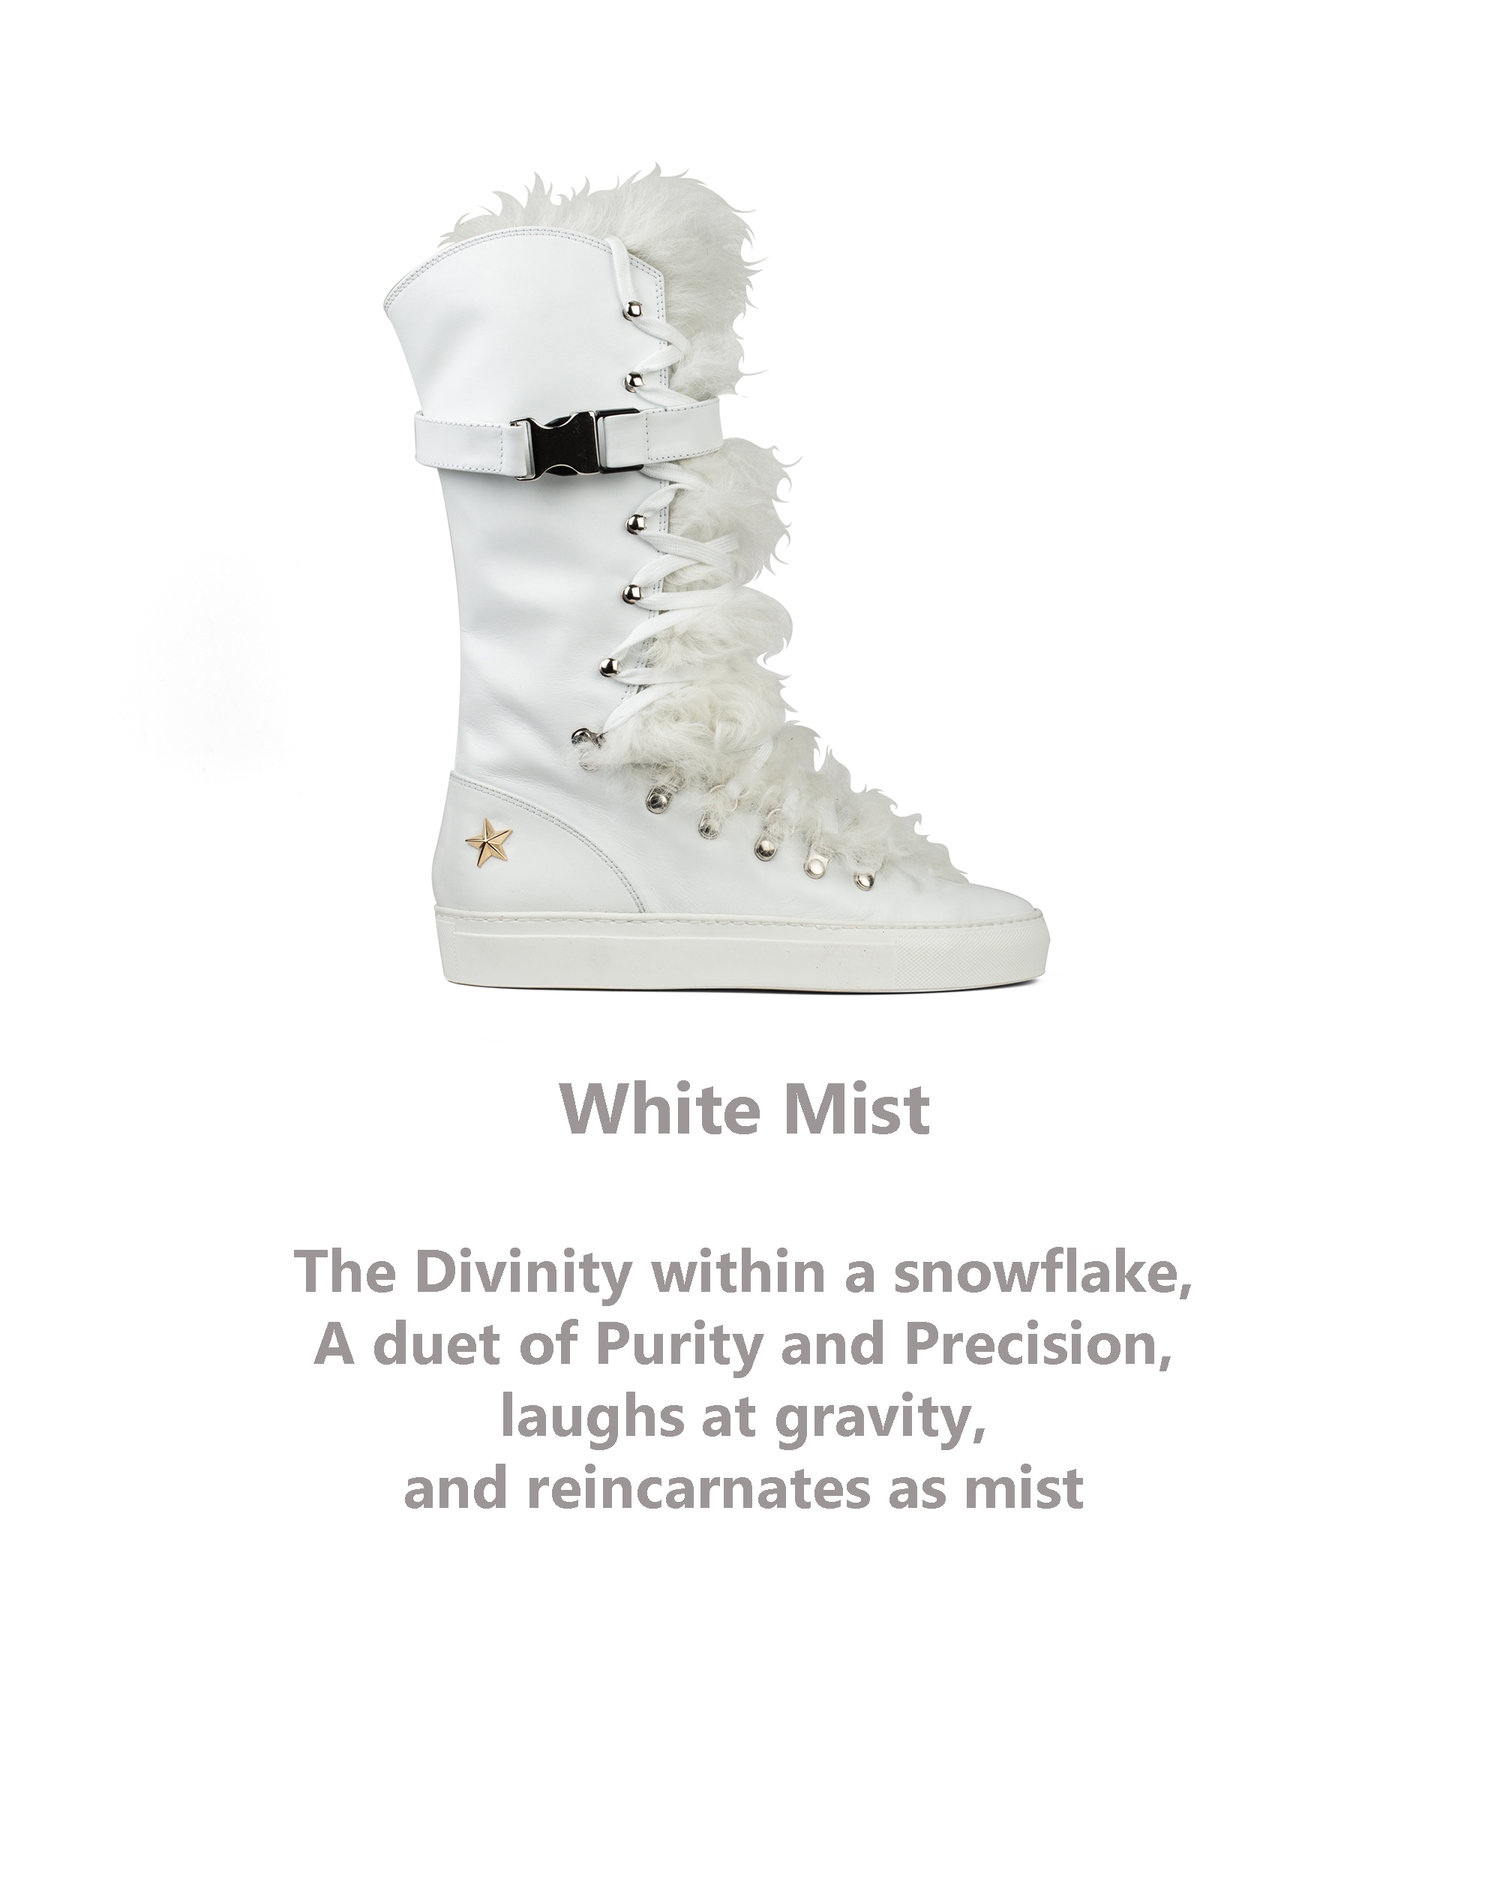 White Mist
The Divinity within a snowflake,
A duet of Purity and Precision,
laughs at gravity,
and reincarnates as mist